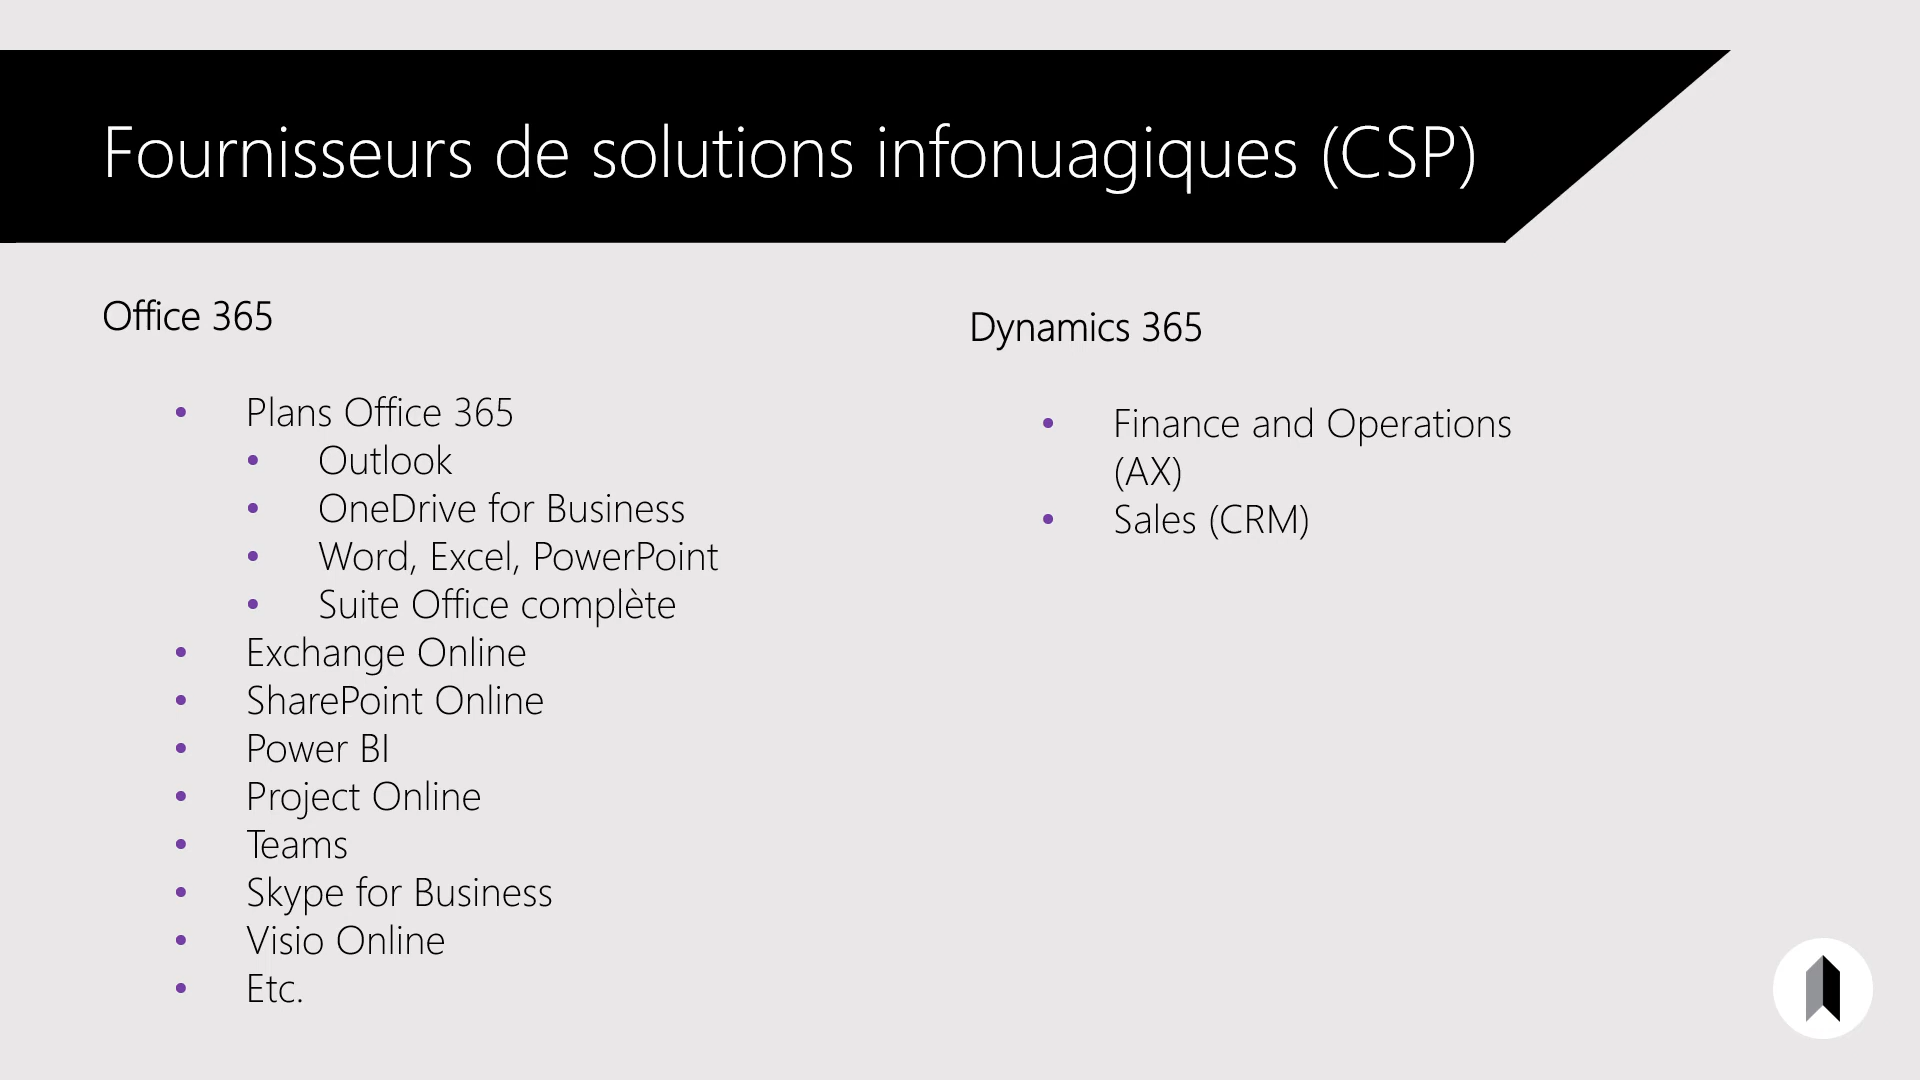 Fournisseurs de solutions infonuagiques (CSP)
Office 365
• Plans Office 365
• Outlook
• OneDrive for Business
• Word, Excel, PowerPoint
• Suite Office complète
• Exchange Online
• SharePoint Online
• Power BI
• Project Online
• Teams
• Skype for Business
• Visio Online
• Etc.
Dynamics 365
• Finance and Operations
(AX)
• Sales (CRM)